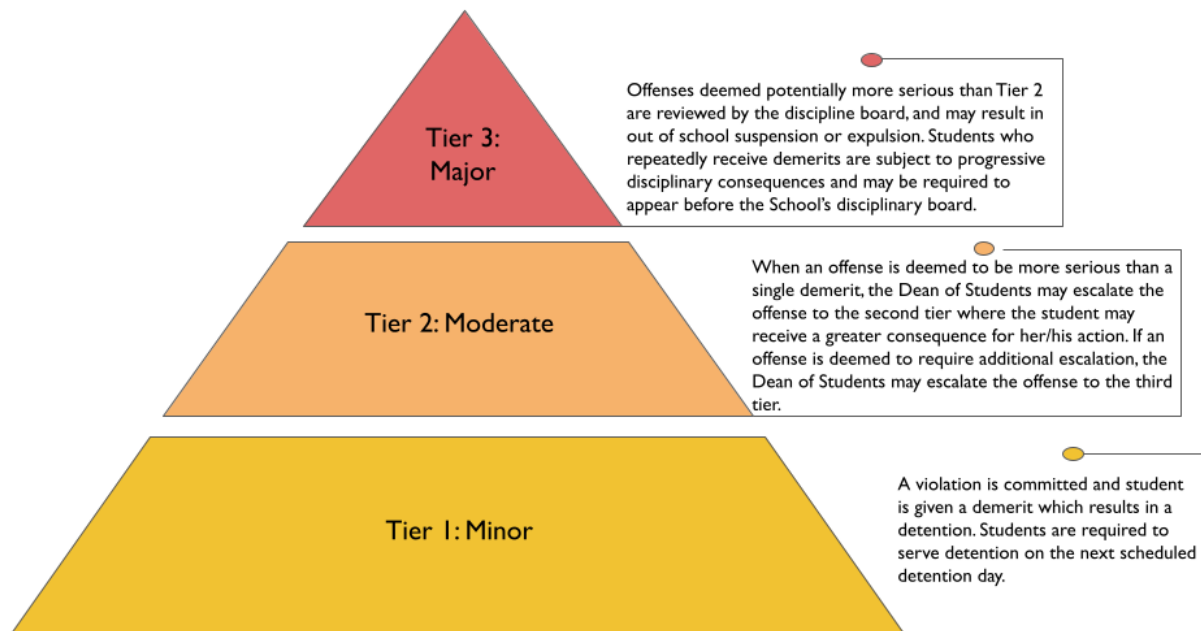 Tier 3:
Major
Offenses deemed potentially more serious than Tier 2
are reviewed by the discipline board, and may result in
out of school suspension or expulsion. Students who
repeatedly receive demerits are subject to progressive
disciplinary consequences and may be required to
appear before the School's disciplinary board.
Tier 2: Moderate
When an offense is deemed to be more serious than a
single demerit, the Dean of Students may escalate the
offense to the second tier where the student may
receive a greater consequence for her/his action. If an
offense is deemed to require additional escalation, the
Dean of Students may escalate the offense to the third
tier.
Tier 1: Minor
A violation is committed and student
is given a demerit which results in a
detention. Students are required to
serve detention on the next scheduled
detention day.